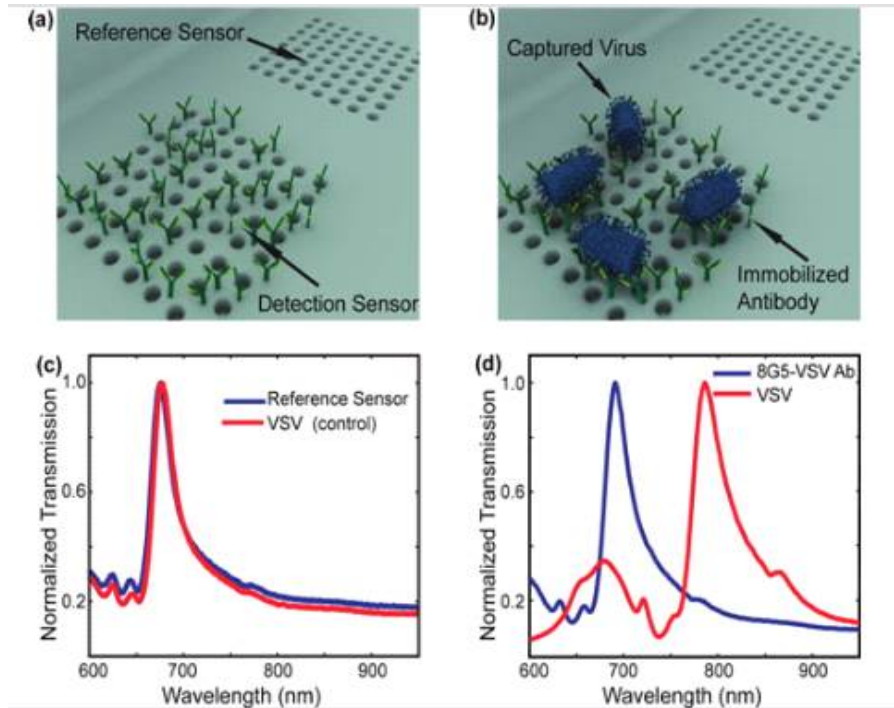 (a)
Reference Sensor
Detection Sensor
(b)
Captured Virus
Immobilized
Antibody
(c)
Normalized Transmission
1.0
0.6
0.2
Reference Sensor
VSV (control)
600
700
800
900
Wavelength (nm)
(d)
Normalized Transmission
1.0
0.6
0.2
8G5-VSV Ab
VSV
600
700
800
900
Wavelength (nm)